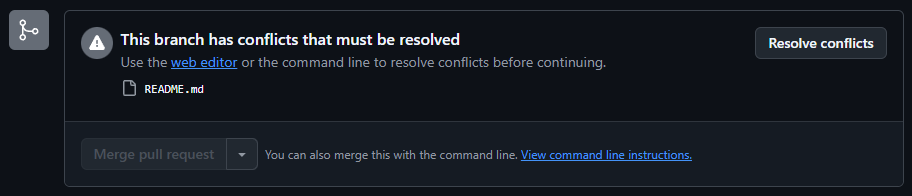 This branch has conflicts that must be resolved
Resolve conflicts
Use the web editor or the command line to resolve conflicts before continuing.
README.md
Merge pull request
You can also merge this with the command line. View command line instructions.